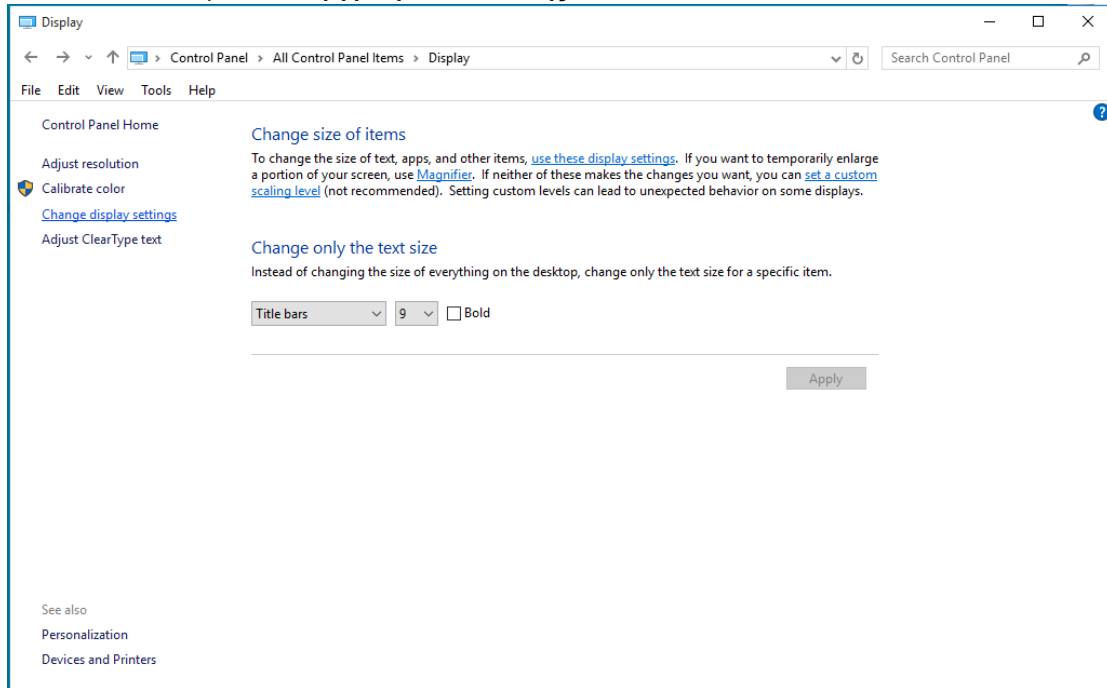 Display
Control Panel > All Control Panel Items > Display
Search Control Panel
File Edit View Tools Help
Control Panel Home
Adjust resolution
Calibrate color
Change display settings
Adjust ClearType text
Change size of items
To change the size of text, apps, and other items, use these display settings. If you want to temporarily enlarge
a portion of your screen, use Magnifier. If neither of these makes the changes you want, you can set a custom
scaling level (not recommended). Setting custom levels can lead to unexpected behavior on some displays.
Change only the text size
Instead of changing the size of everything on the desktop, change only the text size for a specific item.
Title bars 9 Bold
Apply
See also
Personalization
Devices and Printers